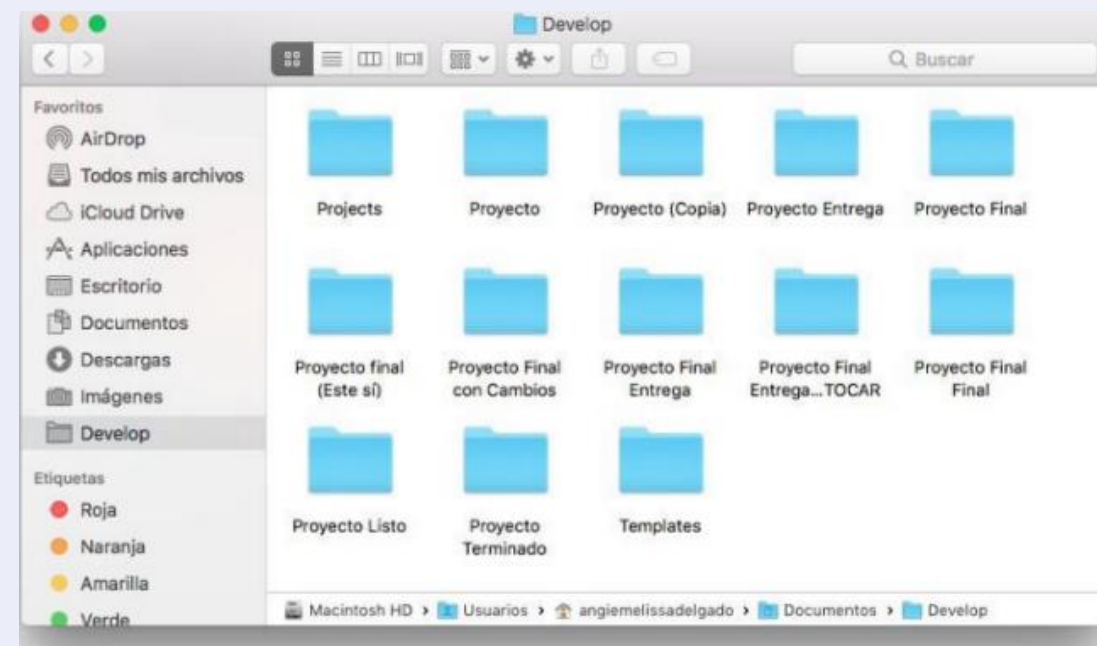 Develop
Buscar
Favoritos
AirDrop
Todos mis archivos
iCloud Drive
Aplicaciones
Escritorio
Documentos
Descargas
Imágenes
Develop
Etiquetas
Roja
Naranja
Amarilla
Verde
Projects
Proyecto
Proyecto (Copia)
Proyecto Entrega
Proyecto Final
Proyecto final
(Este sí)
Proyecto Final
con Cambios
Proyecto Final
Entrega
Proyecto Final
Entrega...TOCAR
Proyecto Final
Final
Proyecto Listo
Proyecto
Terminado
Templates
Macintosh HD › Usuarios › angiemelissadelgado › Documentos › Develop